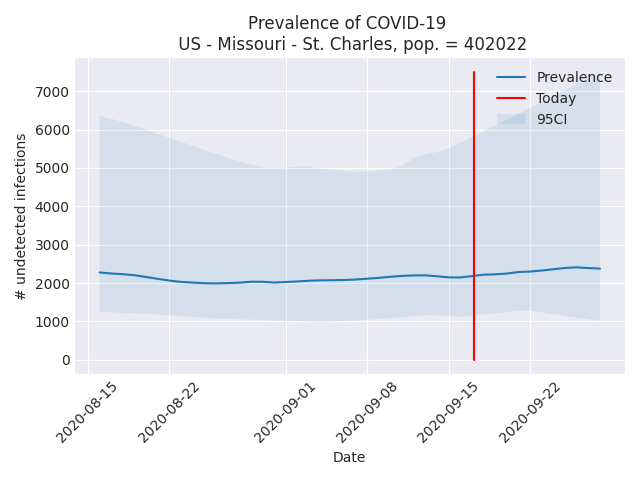 Prevalence of COVID-19
US - Missouri - St. Charles, pop. = 402022
Prevalence
Today
95CI
7000
6000
5000
4000
3000
2000
1000
0
# undetected infections
2020-08-15
2020-08-22
2020-09-01
2020-09-08
2020-09-15
2020-09-22
Date